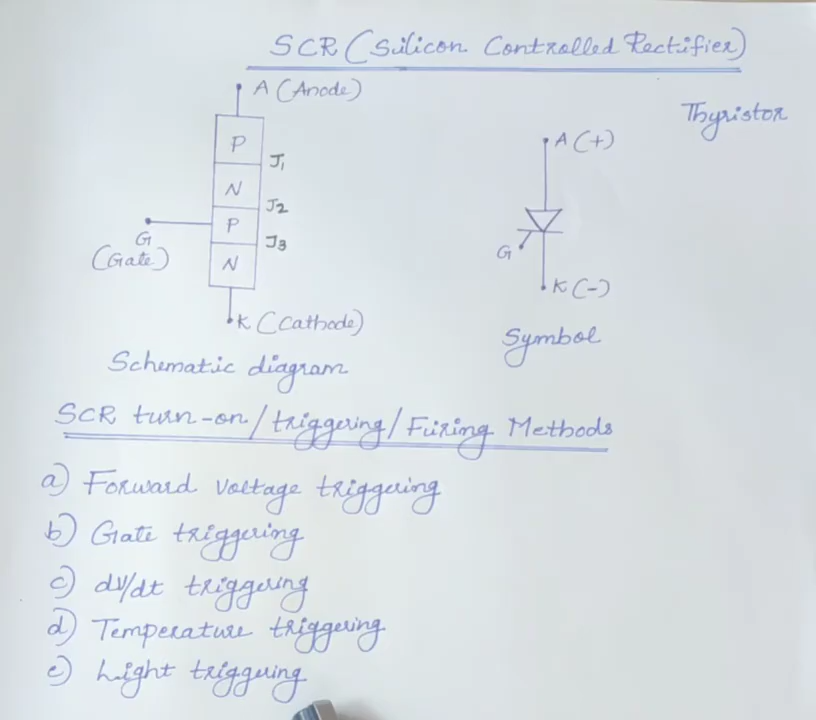 SCR (Silicon Controlled Rectifier)
A (Anode)
Thyristor
P
J1
N
J2
P
J3
N
G
(Gate)
K (Cathode)
Schematic diagram
A (+)
G
K (-)
Symbol
SCR turn-on/triggering/Firing Methods
a) Forward voltage triggering
b) Gate triggering
c) dv/dt triggering
d) Temperature triggering
e) Light triggering